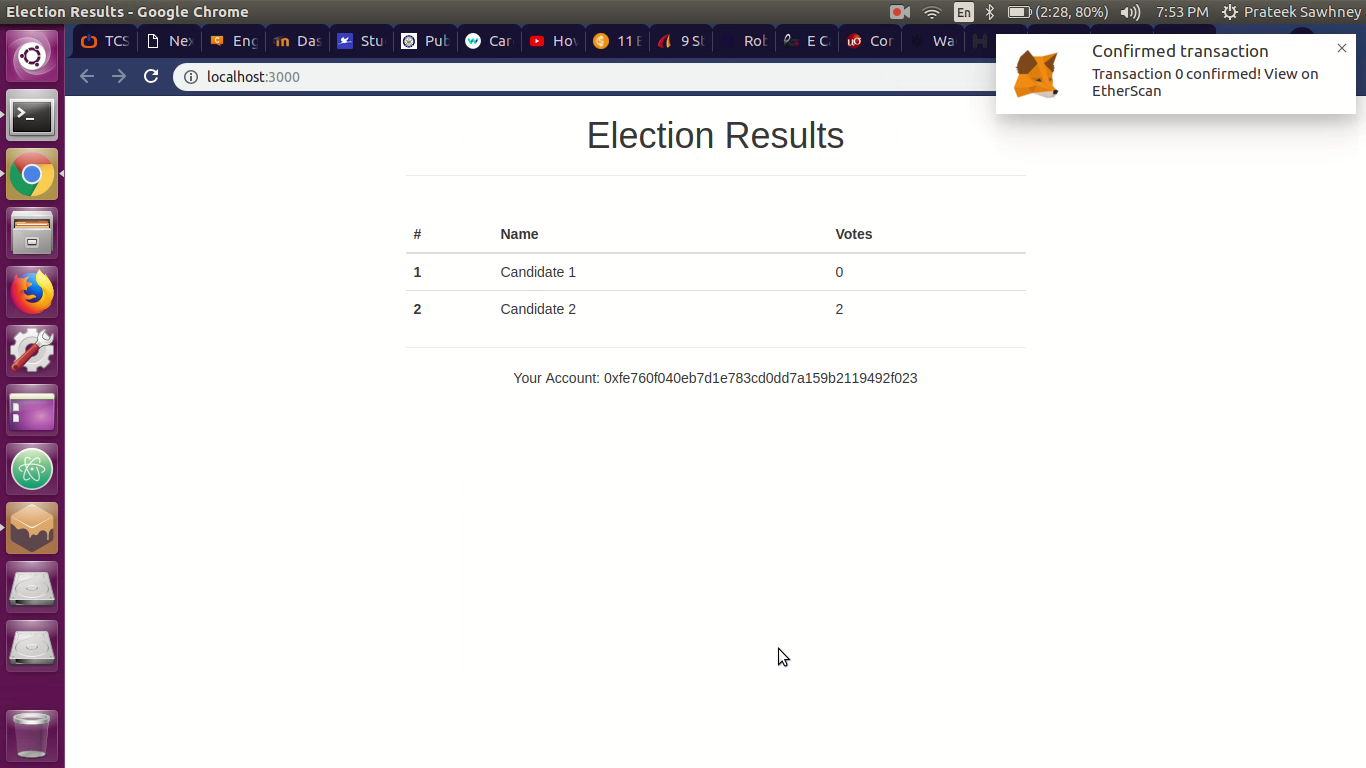 Election Results - Google Chrome
En
(2:28, 80%)
7:53 PM
Prateek Sawhney
TCS
Nex
Eng
Das
Stu
Pub
Car
Hov
11 E
9 St
Rob
E C
Cor
Wa
localhost:3000
Confirmed transaction
Transaction 0 confirmed! View on
EtherScan
Election Results
# Name Votes
1 Candidate 1 0
2 Candidate 2 2
Your Account: 0xfe760f040eb7d1e783cd0dd7a159b2119492f023